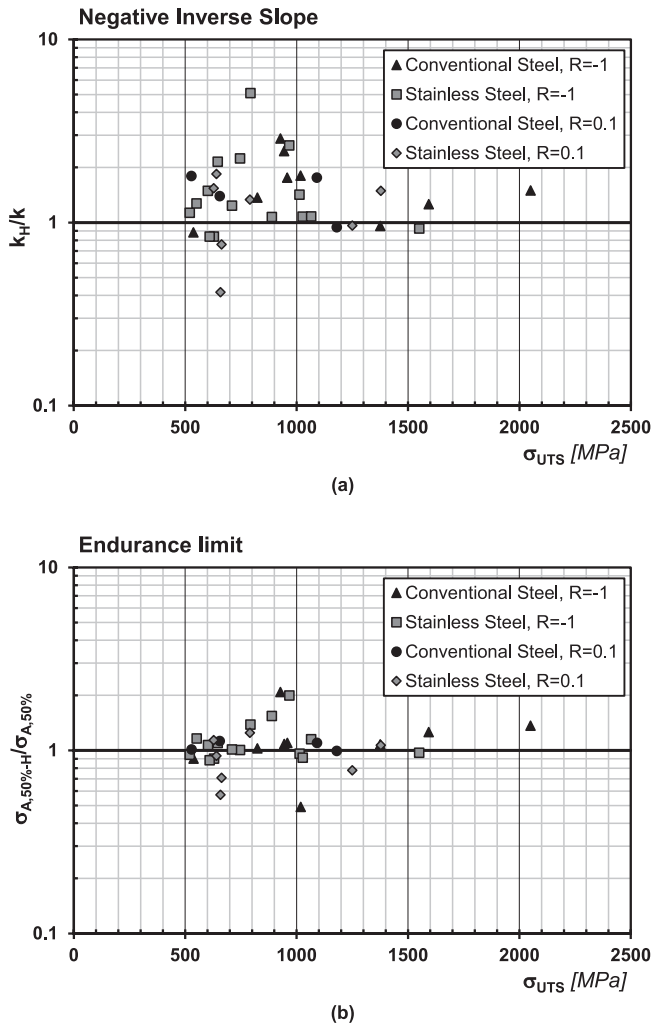 Negative Inverse Slope
10
Conventional Steel, R=-1
Stainless Steel, R=-1
Conventional Steel, R=0.1
Stainless Steel, R=0.1
kH/k
1
0.1
0 500 1000 1500 2000 2500
σUTS [MPa]
(a)
Endurance limit
10
Conventional Steel, R=-1
Stainless Steel, R=-1
Conventional Steel, R=0.1
Stainless Steel, R=0.1
σA,50%-H/σA,50%
1
0.1
0 500 1000 1500 2000 2500
σUTS [MPa]
(b)